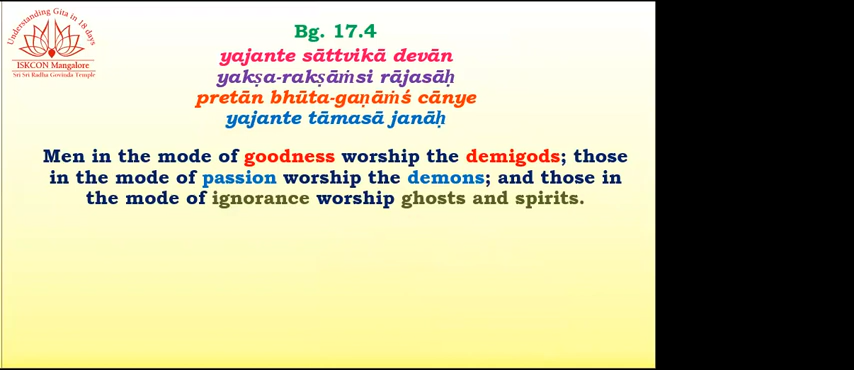 Understanding Gita in 18 days
ISKCON Mangalore
Sri Sri Radha Govinda Temple
Bg. 17.4
yajante sāttvikā devān
yakṣa-rakṣāṁsi rājasāḥ
pretān bhūta-gaṇāṁś cānye
yajante tāmasā janāḥ
Men in the mode of goodness worship the demigods; those
in the mode of passion worship the demons; and those in
the mode of ignorance worship ghosts and spirits.